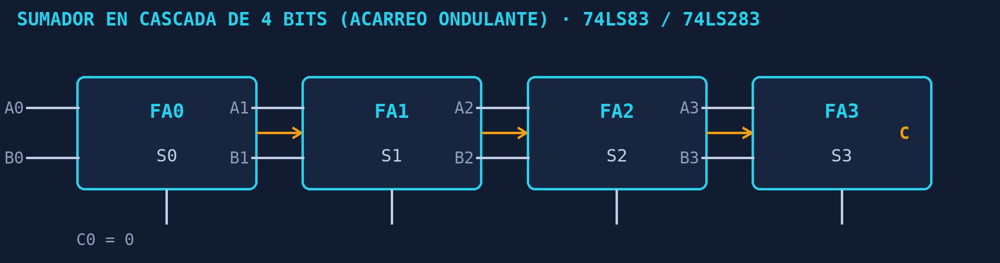 SUMADOR EN CASCADA DE 4 BITS (ACARREO ONDULANTE) · 74LS83 / 74LS283
A0 FA0 A1 FA1 A2 FA2 A3 FA3
C
B0 S0 B1 S1 B2 S2 B3 S3
C0 = 0